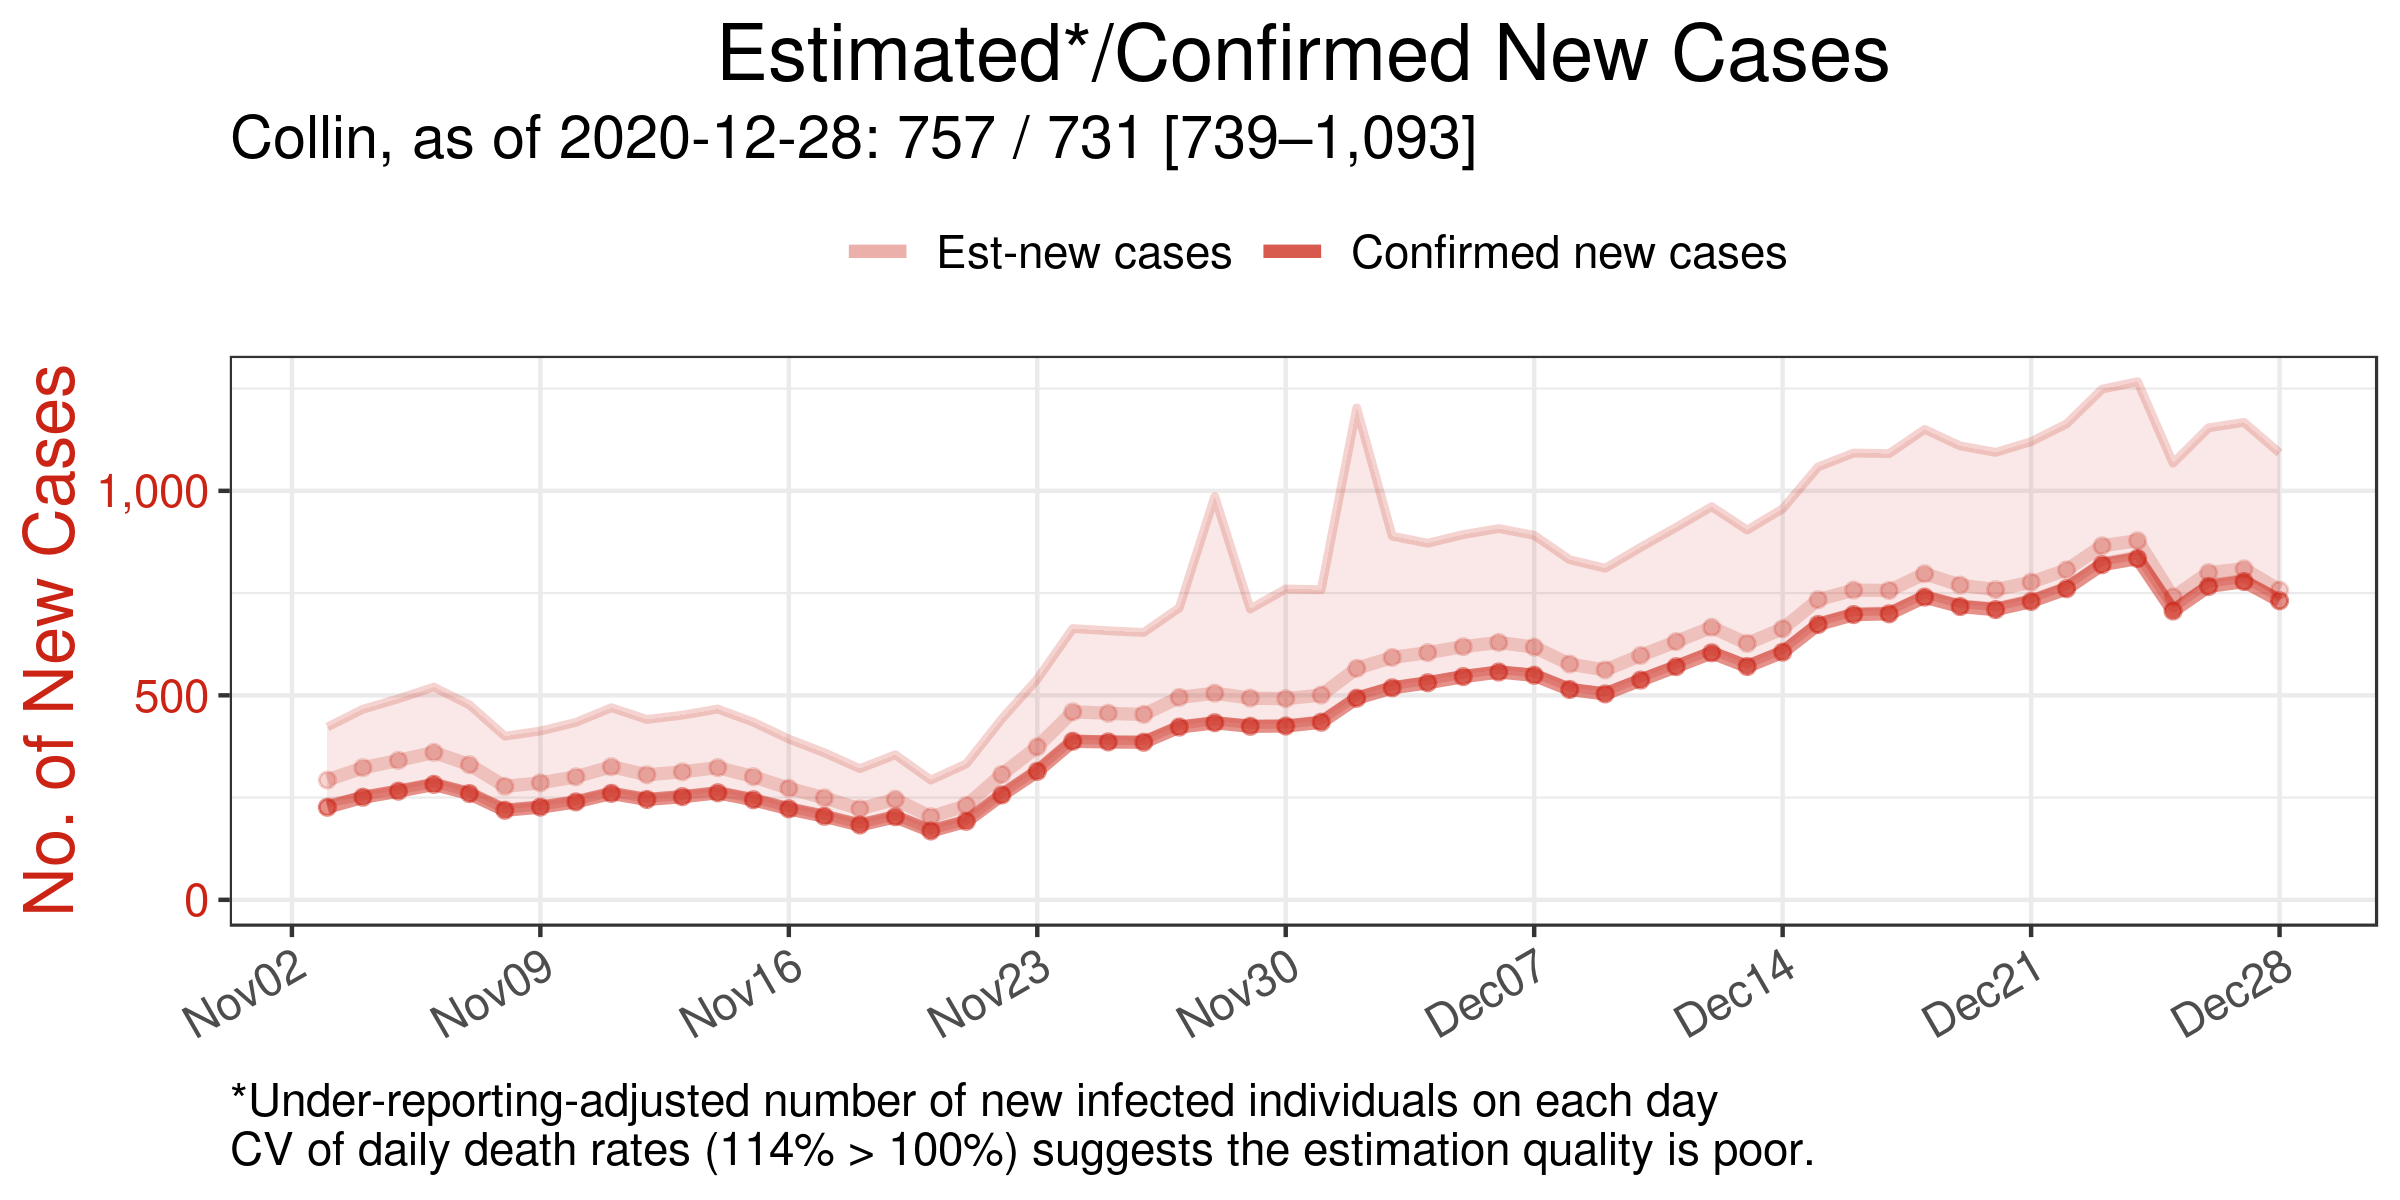 Estimated*/Confirmed New Cases
Collin, as of 2020-12-28: 757 / 731 [739–1,093]
Est-new cases
Confirmed new cases
No. of New Cases
1,000
500
0
Nov02
Nov09
Nov16
Nov23
Nov30
Dec07
Dec14
Dec21
Dec28
*Under-reporting-adjusted number of new infected individuals on each day
CV of daily death rates (114% > 100%) suggests the estimation quality is poor.